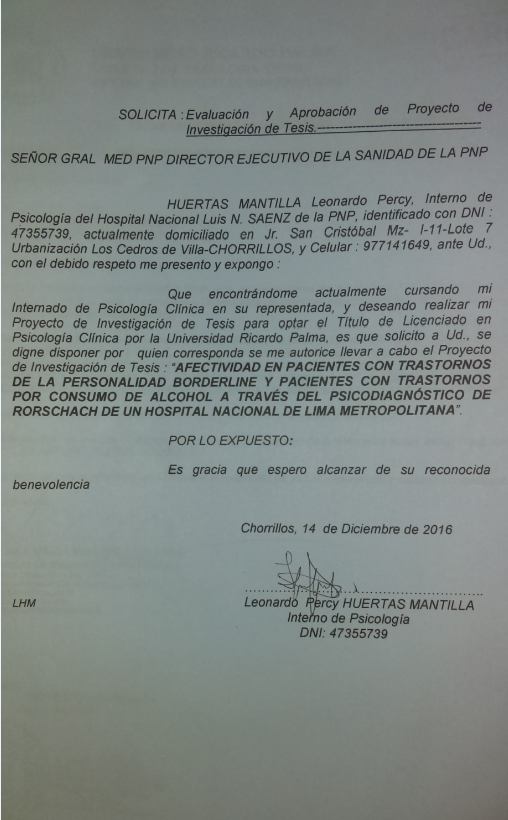 SOLICITA : Evaluación y Aprobación de Proyecto de
Investigación de Tesis.------------------------------------
SEÑOR GRAL MED PNP DIRECTOR EJECUTIVO DE LA SANIDAD DE LA PNP
HUERTAS MANTILLA Leonardo Percy, Interno de
Psicología del Hospital Nacional Luis N. SAENZ de la PNP, identificado con DNI :
47355739, actualmente domiciliado en Jr. San Cristóbal Mz- I-11-Lote 7
Urbanización Los Cedros de Villa-CHORRILLOS, y Celular : 977141649, ante Ud.,
con el debido respeto me presento y expongo :
Que encontrándome actualmente cursando mi
Internado de Psicología Clínica en su representada, y deseando realizar mi
Proyecto de Investigación de Tesis para optar el Título de Licenciado en
Psicología Clínica por la Universidad Ricardo Palma, es que solicito a Ud., se
digne disponer por quien corresponda se me autorice llevar a cabo el Proyecto
de Investigación de Tesis : “AFECTIVIDAD EN PACIENTES CON TRASTORNOS
DE LA PERSONALIDAD BORDERLINE Y PACIENTES CON TRASTORNOS
POR CONSUMO DE ALCOHOL A TRAVÉS DEL PSICODIAGNÓSTICO DE
RORSCHACH DE UN HOSPITAL NACIONAL DE LIMA METROPOLITANA”.
POR LO EXPUESTO:
Es gracia que espero alcanzar de su reconocida
benevolencia
Chorrillos, 14 de Diciembre de 2016
LHM
Leonardo Percy HUERTAS MANTILLA
Interno de Psicología
DNI: 47355739